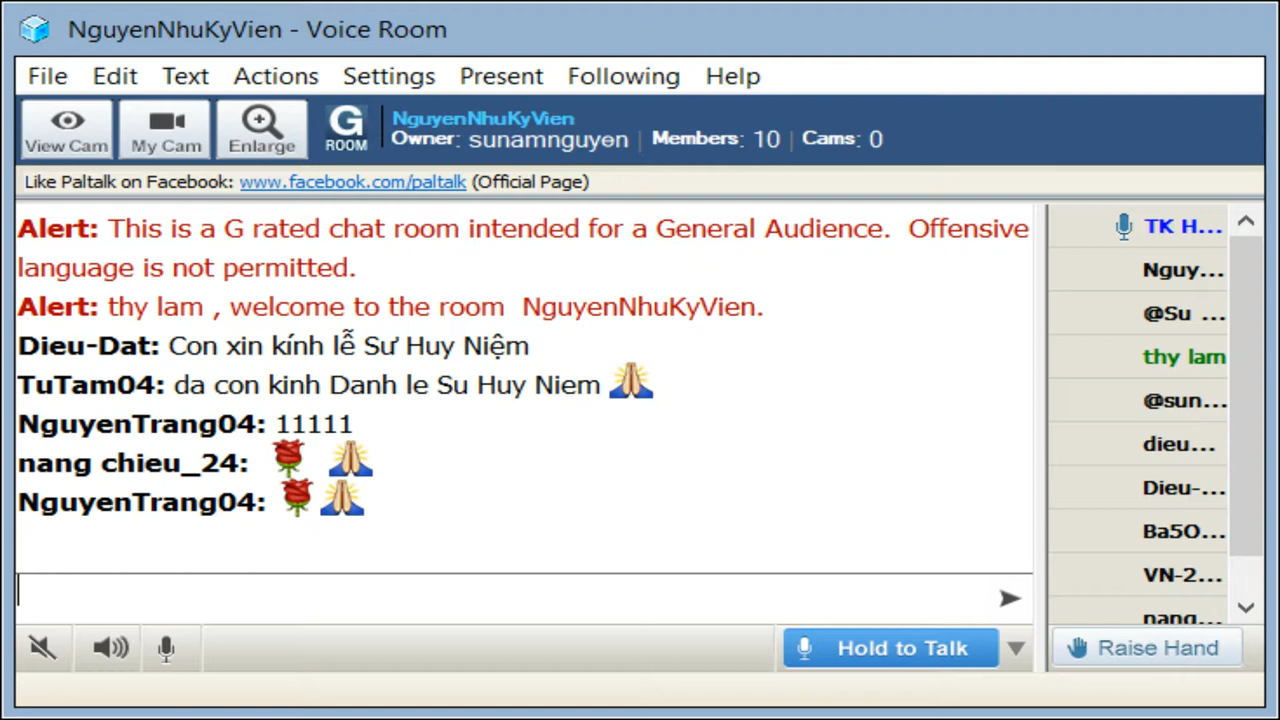 NguyenNhuKyVien - Voice Room
File Edit Text Actions Settings Present Following Help
View Cam My Cam Enlarge G ROOM
NguyenNhuKyVien
Owner: sunamnguyen | Members: 10 | Cams: 0
Like Paltalk on Facebook: www.facebook.com/paltalk (Official Page)
Alert: This is a G rated chat room intended for a General Audience. Offensive
language is not permitted.
Alert: thy lam , welcome to the room NguyenNhuKyVien.
Dieu-Dat: Con xin kính lễ Sư Huy Niệm
TuTam04: da con kinh Danh le Su Huy Niem
NguyenTrang04: 11111
nang chieu_24:
NguyenTrang04:
TK H...
Nguy...
@Su ...
thy lam
@sun...
dieu...
Dieu-...
Ba5O...
VN-2...
nang...
Hold to Talk
Raise Hand